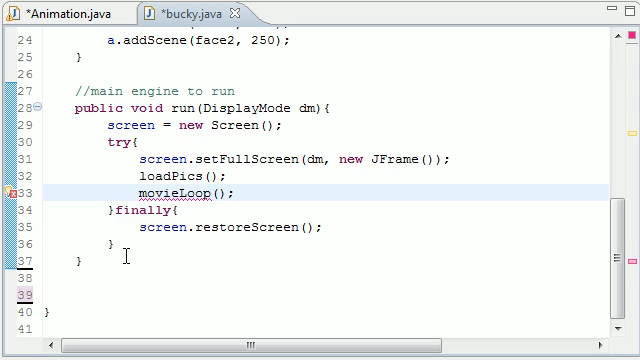 *Animation.java *bucky.java
24 a.addScene(face2, 250);
25 }
26
27 //main engine to run
28 public void run(DisplayMode dm){
29 screen = new Screen();
30 try{
31 screen.setFullScreen(dm, new JFrame());
32 loadPics();
33 movieLoop();
34 }finally{
35 screen.restoreScreen();
36 }
37 }
38
39
40 }
41